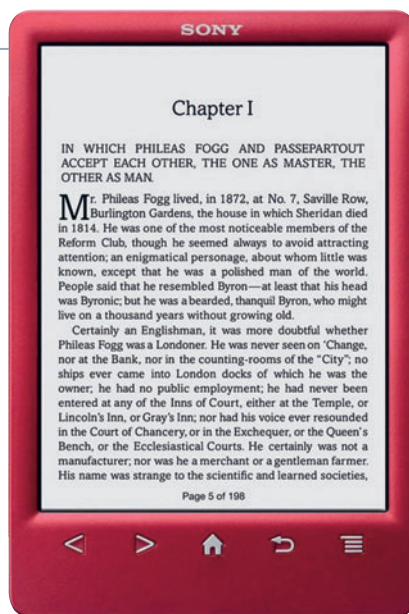 SONY
Chapter I
IN WHICH PHILEAS FOGG AND PASSEPARTOUT
ACCEPT EACH OTHER, THE ONE AS MASTER, THE
OTHER AS MAN.
Mr. Phileas Fogg lived, in 1872, at No. 7, Saville Row,
Burlington Gardens, the house in which Sheridan died
in 1814. He was one of the most noticeable members of the
Reform Club, though he seemed always to avoid attracting
attention; an enigmatical personage, about whom little was
known, except that he was a polished man of the world.
People said that he resembled Byron—at least that his head
was Byronic; but he was a bearded, thanquil Byron, who might
live on a thousand years without growing old.
Certainly an Englishman, it was more doubtful whether
Phileas Fogg was a Londoner. He was never seen on 'Change,
nor at the Bank, nor in the counting-rooms of the “City”; no
ships ever came into London docks of which he was the
owner; he had no public employment; he had never been
entered at any of the Inns of Court, either at the Temple, or
Lincoln's Inn, or Gray's Inn; nor had his voice ever resounded
in the Court of Chancery, or in the Exchequer, or the Queen's
Bench, or the Ecclesiastical Courts. He certainly was not a
manufacturer; nor was he a merchant or a gentleman farmer.
His name was strange to the scientific and learned societies,
Page 5 of 198